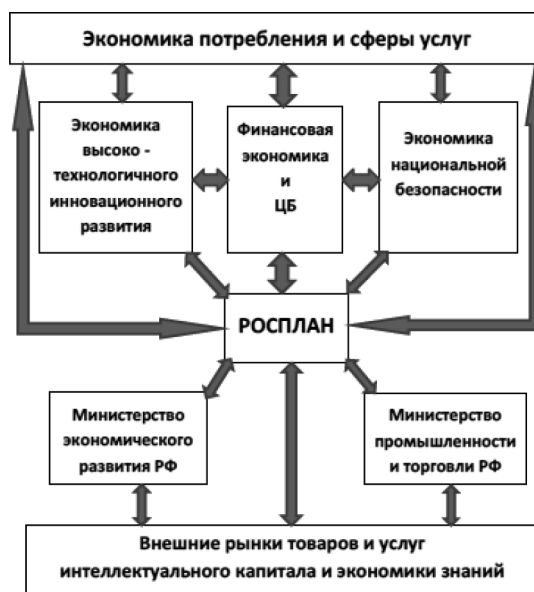 Экономика потребления и сферы услуг
Экономика
высоко -
технологичного
инновационного
развития
Финансовая
экономика
и
ЦБ
Экономика
национальной
безопасности
РОСПЛАН
Министерство
экономического
развития РФ
Министерство
промышленности
и торговли РФ
Внешние рынки товаров и услуг
интеллектуального капитала и экономики знаний